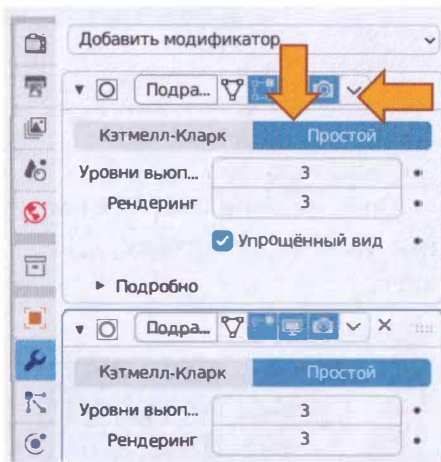 Добавить модификатор
Подра...
Кэтмелл-Кларк Простой
Уровни вьюп... 3
Рендеринг 3
Упрощённый вид
Подробно
Подра...
Кэтмелл-Кларк Простой
Уровни вьюп... 3
Рендеринг 3